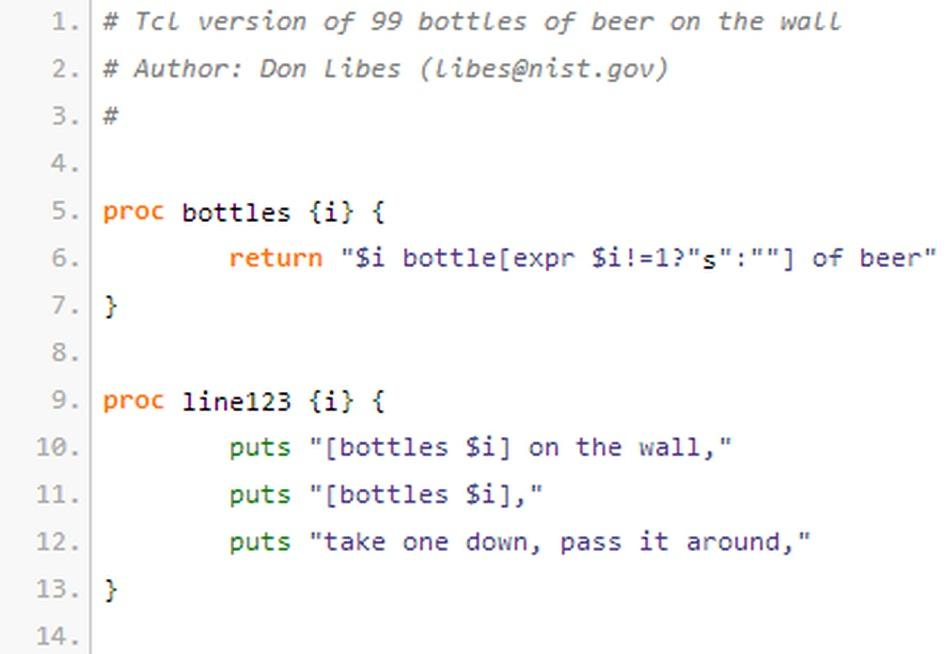 1. # Tcl version of 99 bottles of beer on the wall
2. # Author: Don Libes (libes@nist.gov)
3. #
4.
5. proc bottles {i} {
6.         return "$i bottle[expr $i!=1?"s":""] of beer"
7. }
8.
9. proc line123 {i} {
10.         puts "[bottles $i] on the wall,"
11.         puts "[bottles $i],"
12.         puts "take one down, pass it around,"
13. }
14.